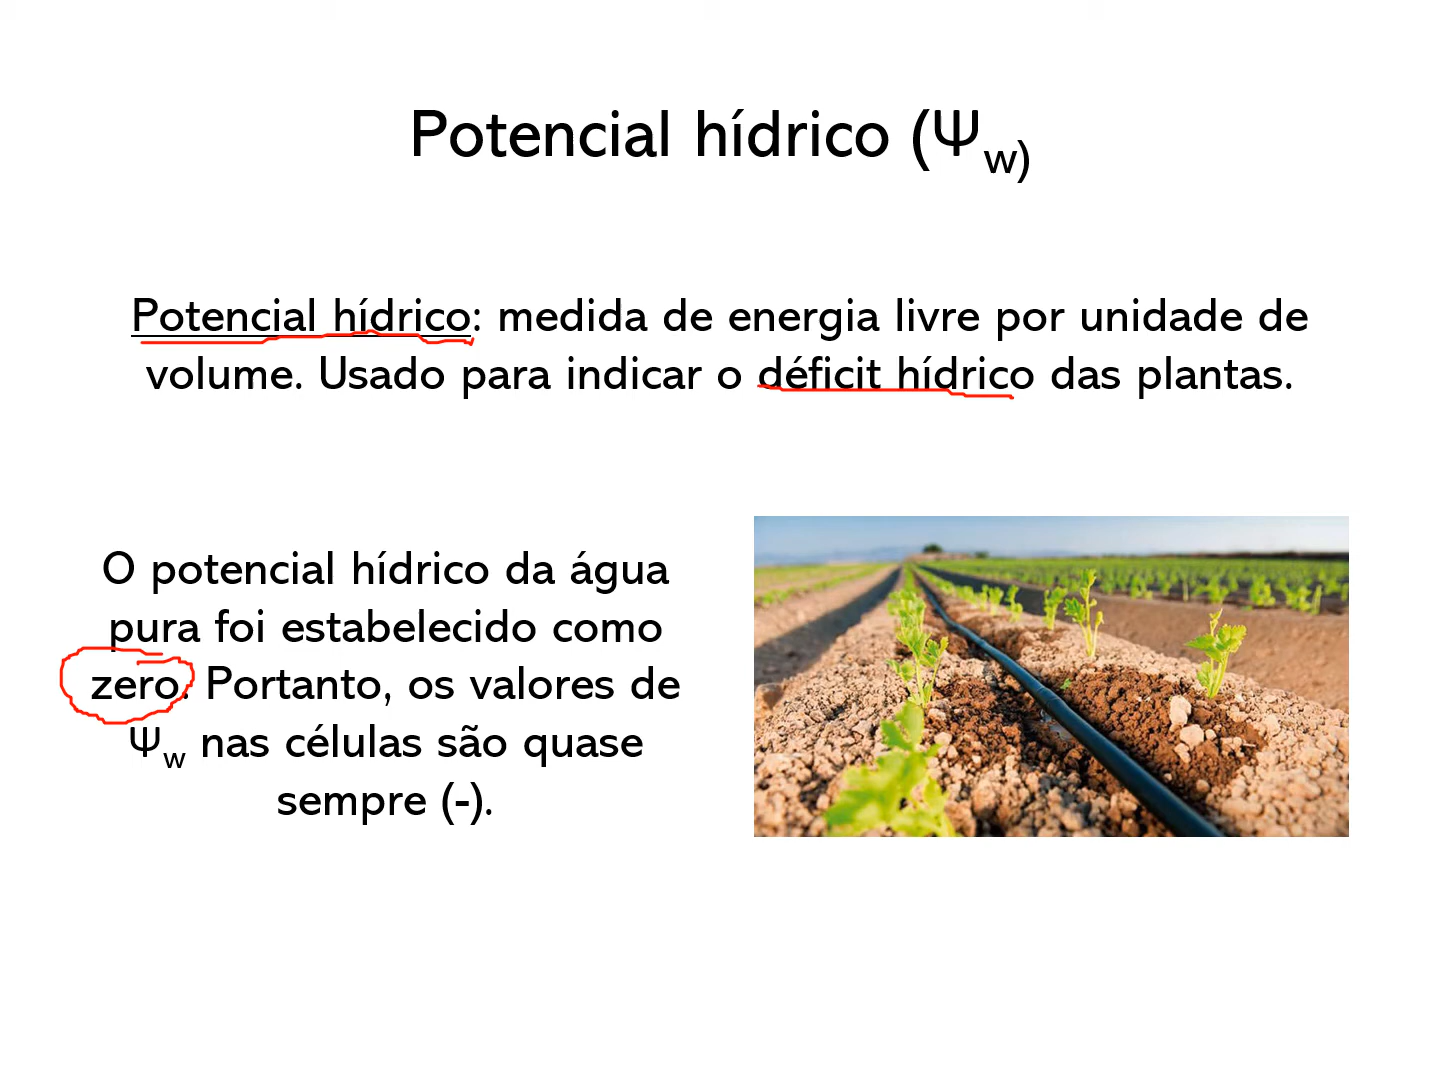 Potencial hídrico (Ψw)
Potencial hídrico: medida de energia livre por unidade de
volume. Usado para indicar o déficit hídrico das plantas.
O potencial hídrico da água
pura foi estabelecido como
zero. Portanto, os valores de
Ψw nas células são quase
sempre (-).